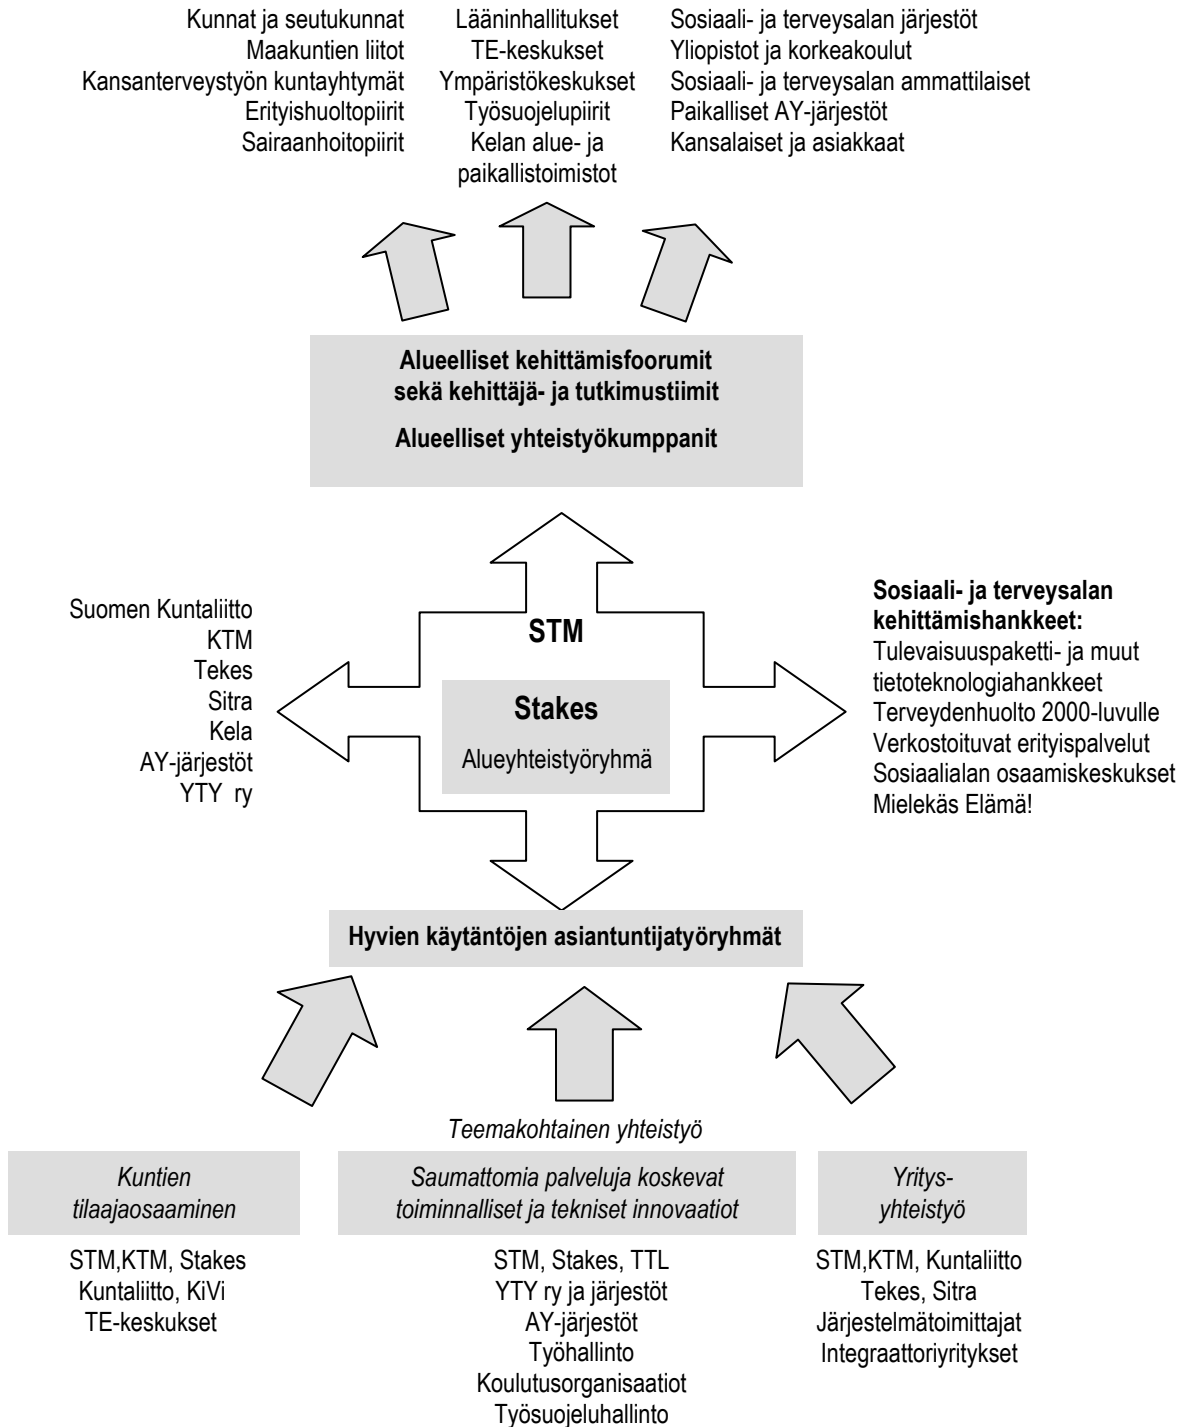 Kunnat ja seutukunnat
Maakuntien liitot
Kansanterveystyön kuntayhtymät
Erityishuoltopiirit
Sairaanhoitopiirit
Lääninhallitukset
TE-keskukset
Ympäristökeskukset
Työsuojelupiirit
Kelan alue- ja
paikallistoimistot
Sosiaali- ja terveysalan järjestöt
Yliopistot ja korkeakoulut
Sosiaali- ja terveysalan ammattilaiset
Paikalliset AY-järjestöt
Kansalaiset ja asiakkaat
Alueelliset kehittämisfoorumit
sekä kehittäjä- ja tutkimustiimit
Alueelliset yhteistyökumppanit
Suomen Kuntaliitto
KTM
Tekes
Sitra
Kela
AY-järjestöt
YTY ry
STM
Stakes
Alueyhteistyöryhmä
Sosiaali- ja terveysalan
kehittämishankkeet:
Tulevaisuuspaketti- ja muut
tietoteknologiahankkeet
Terveydenhuolto 2000-luvulle
Verkostoituvat erityispalvelut
Sosiaalialan osaamiskeskukset
Mielekäs Elämä!
Hyvien käytäntöjen asiantuntijatyöryhmät
Teemakohtainen yhteistyö
Kuntien
tilaajaosaaminen
STM,KTM, Stakes
Kuntaliitto, KiVi
TE-keskukset
Saumattomia palveluja koskevat
toiminnalliset ja tekniset innovaatiot
STM, Stakes, TTL
YTY ry ja järjestöt
AY-järjestöt
Työhallinto
Koulutusorganisaatiot
Työsuojeluhallinto
Yritys-
yhteistyö
STM,KTM, Kuntaliitto
Tekes, Sitra
Järjestelmätoimittajat
Integraattoriyritykset